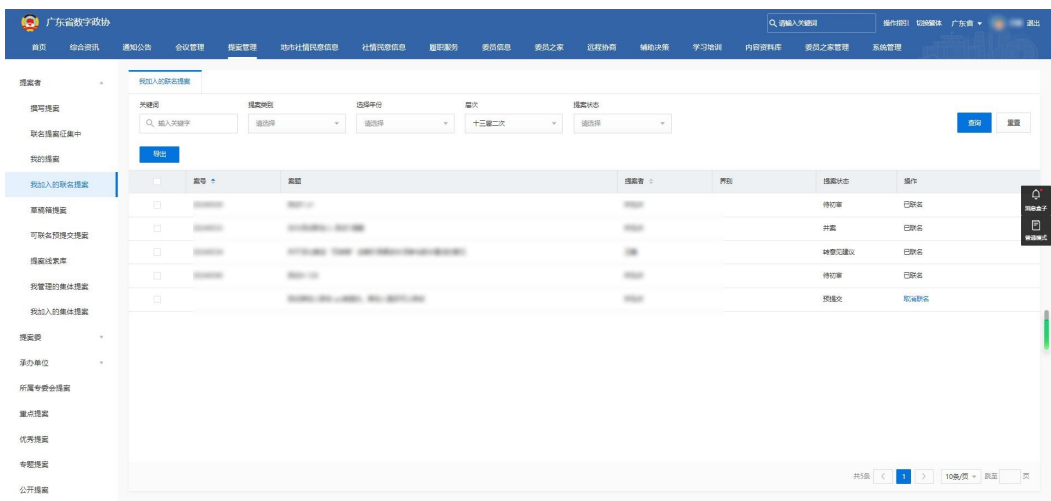 广东省数字政协
请输入关键词
操作指引 切换繁体 广东省 退出
首页 综合资讯 通知公告 会议管理 提案管理 地市社情民意信息 社情民意信息 履职服务 委员信息 委员之家 远程协商 辅助决策 学习培训 内容资料库 委员之家管理 系统管理
提案者
撰写提案
联名提案征集中
我的提案
我加入的联名提案
草稿箱提案
可联名预提交提案
提案线索库
我管理的集体提案
我加入的集体提案
提案委
承办单位
所属专委会提案
重点提案
优秀提案
专题提案
公开提案
我加入的联名提案
关键词 提案类别 选择年份 届次 提案状态
输入关键字 请选择 请选择 十三届二次 请选择 查询 重置
导出
案号 案题 提案者 界别 提案状态 操作
待初审 已联名
并案 已联名
转意见建议 已联名
待初审 已联名
预提交 取消联名
消息盒子
普通模式
共5条 1 10条/页 跳至 页